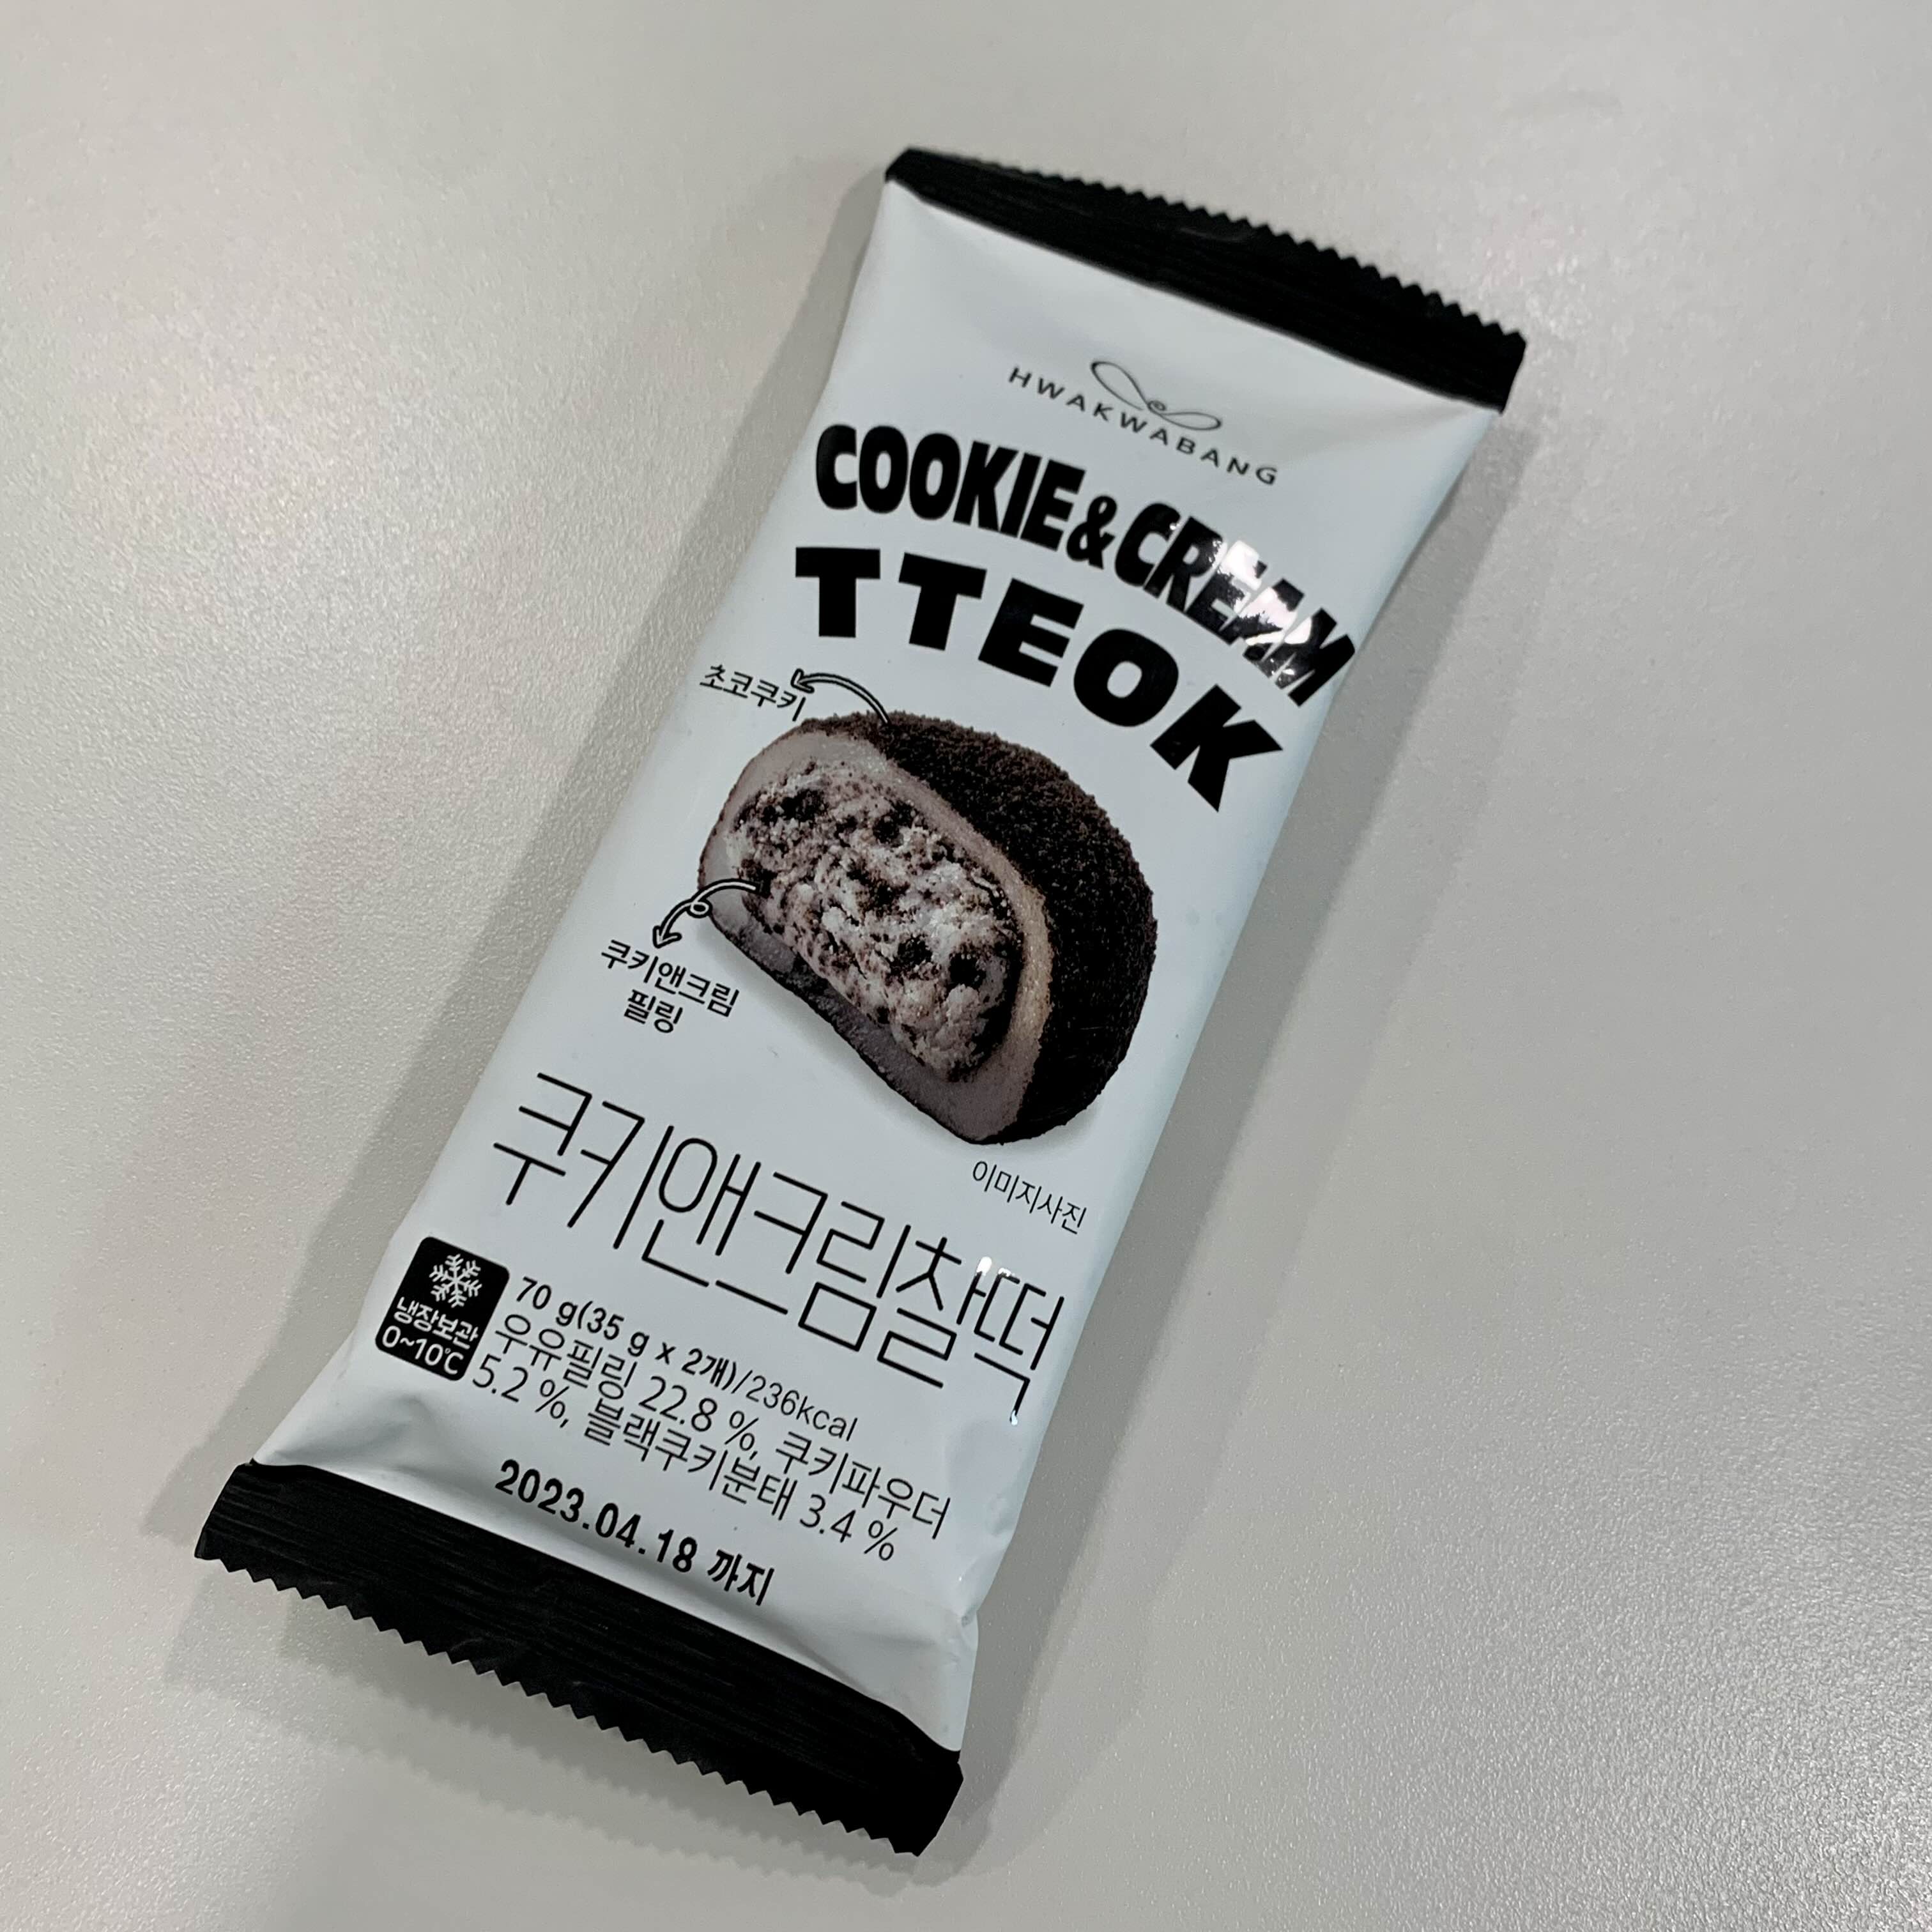 HWAKWABANG
COOKIE&CREAM
TTEOK
초코쿠키
쿠키앤크림
필링
이미지사진
쿠키앤크림찰떡
냉장보관
0~10℃
70 g(35 g x 2개)/236kcal
우유필링 22.8 %, 쿠키파우더
5.2 %, 블랙쿠키분태 3.4 %
2023.04.18 까지